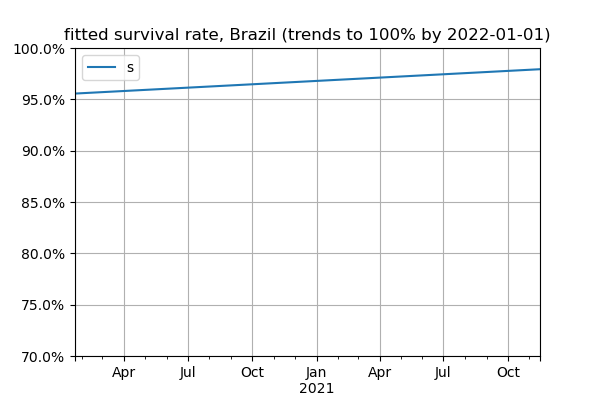 fitted survival rate, Brazil (trends to 100% by 2022-01-01)
100.0%
s
95.0%
90.0%
85.0%
80.0%
75.0%
70.0%
Apr Jul Oct Jan Apr Jul Oct
2021